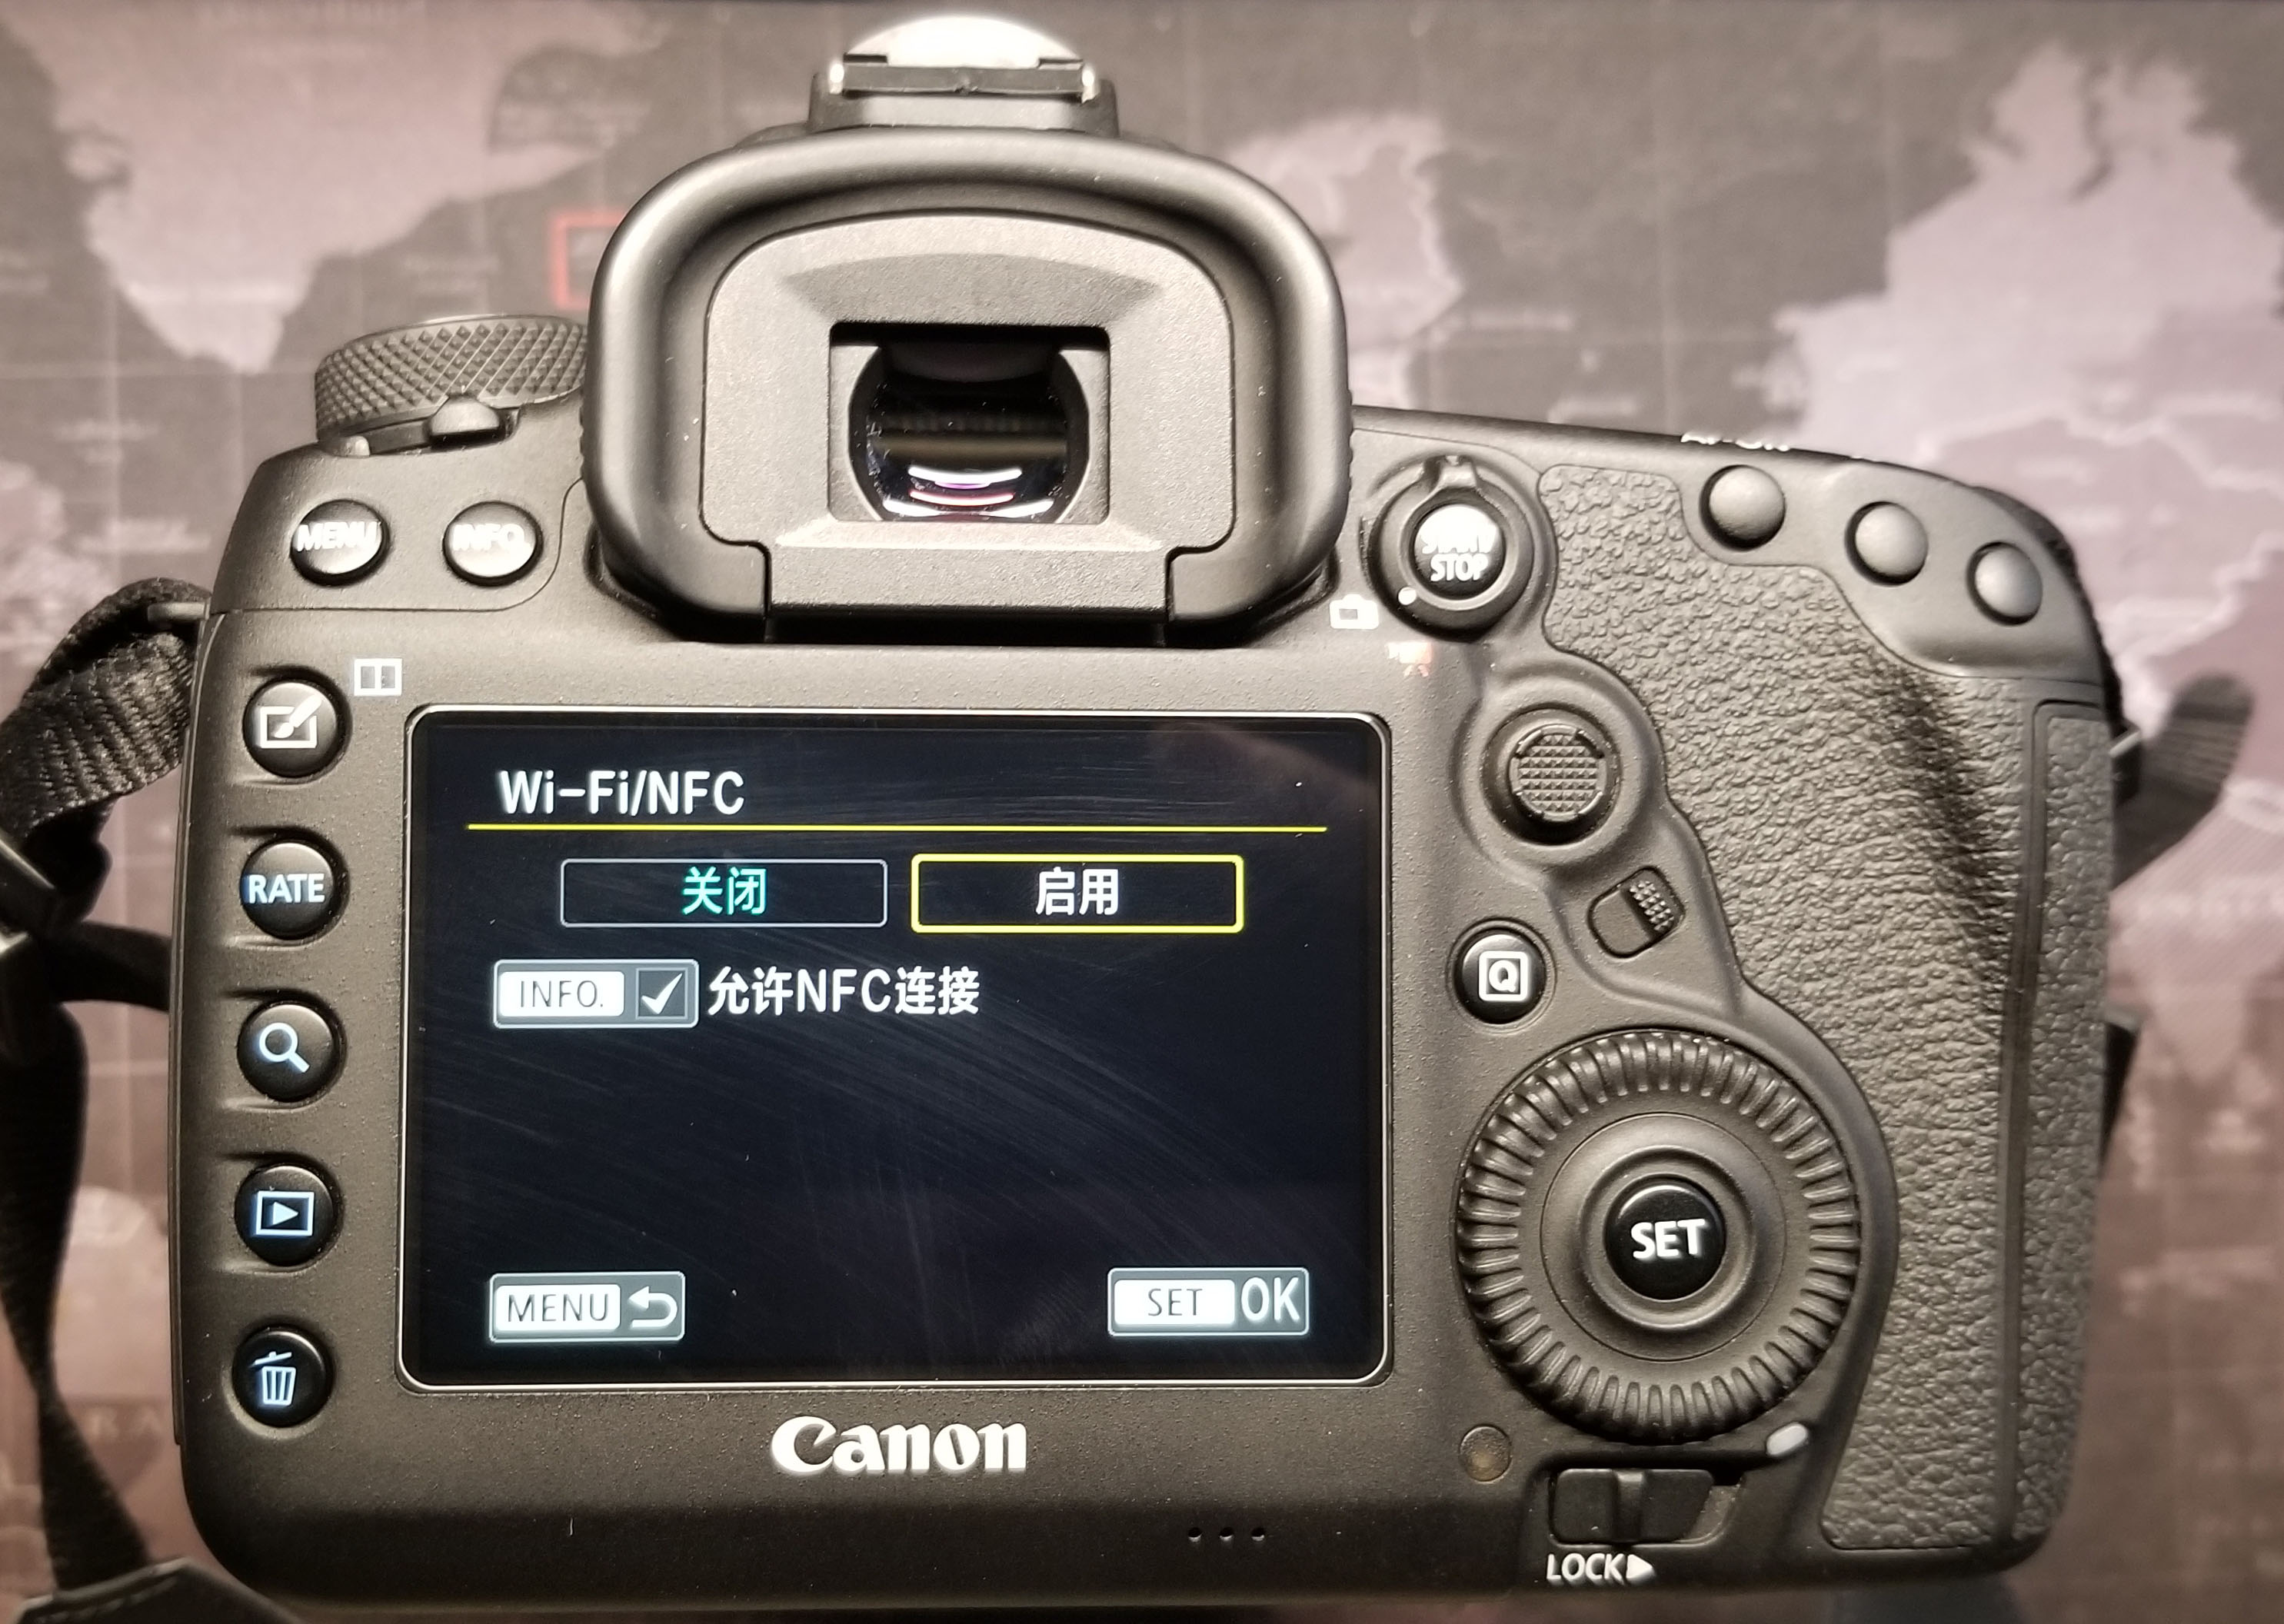 MENU
INFO.
START
STOP
RATE
Wi-Fi/NFC
关闭 启用
INFO. 允许NFC连接
Q
SET
MENU
SET OK
Canon
LOCK